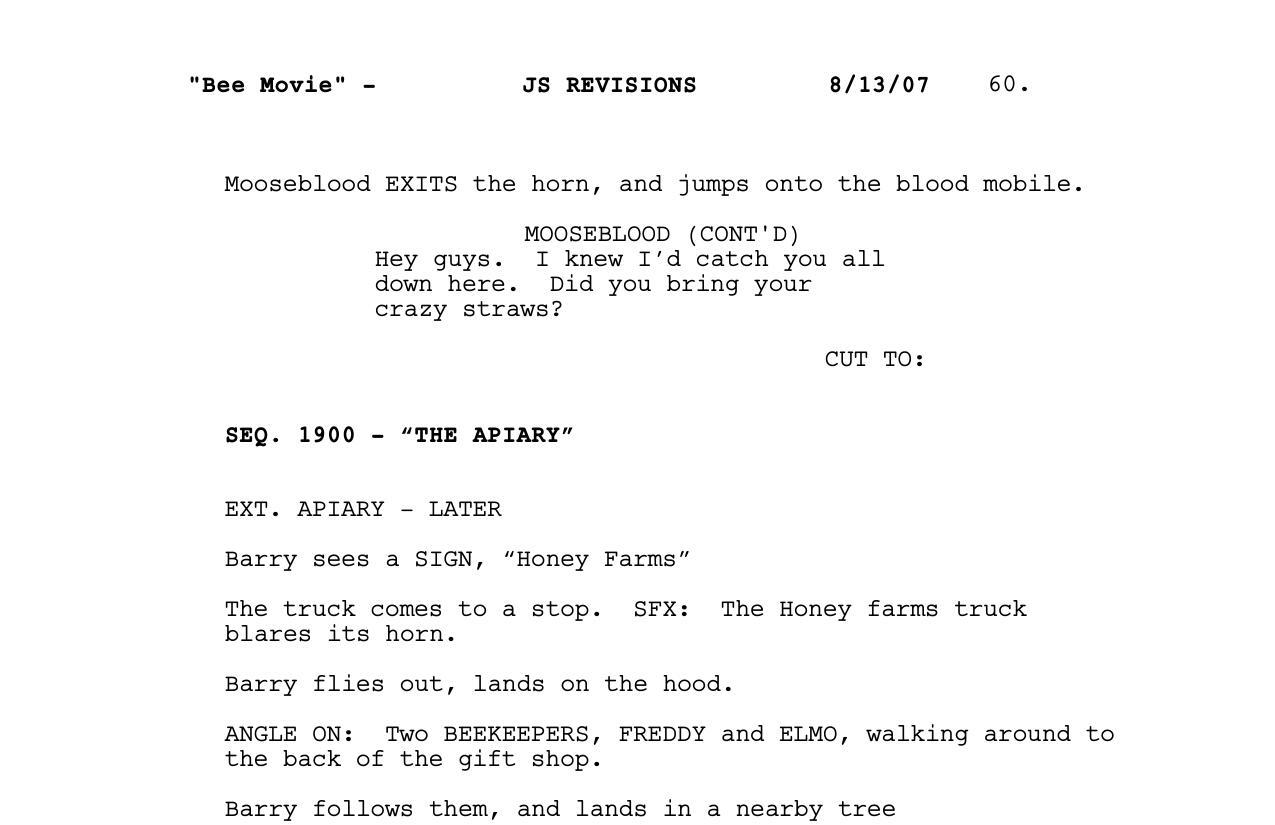 "Bee Movie" - JS REVISIONS 8/13/07 60.
Mooseblood EXITS the horn, and jumps onto the blood mobile.
MOOSEBLOOD (CONT'D)
Hey guys.  I knew I’d catch you all
down here.  Did you bring your
crazy straws?
CUT TO:
SEQ. 1900 - “THE APIARY”
EXT. APIARY - LATER
Barry sees a SIGN, “Honey Farms”
The truck comes to a stop.  SFX:  The Honey farms truck
blares its horn.
Barry flies out, lands on the hood.
ANGLE ON:  Two BEEKEEPERS, FREDDY and ELMO, walking around to
the back of the gift shop.
Barry follows them, and lands in a nearby tree